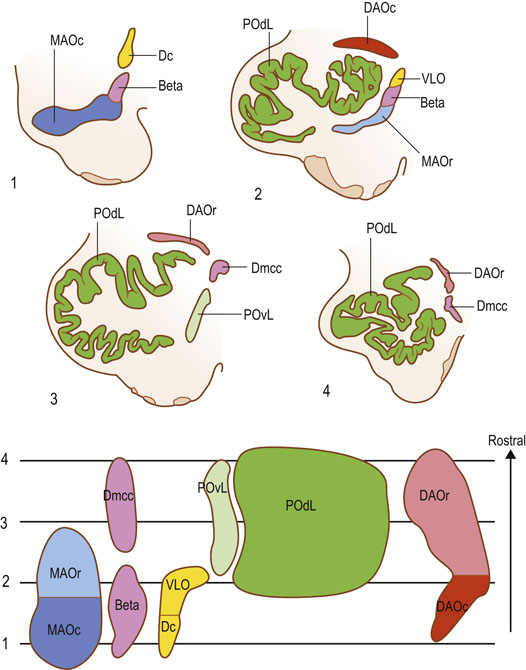 MAOc
Dc
Beta
1
POdL
DAOc
VLO
Beta
MAOr
2
DAOr
POdL
Dmcc
POvL
3
POdL
DAOr
Dmcc
4
Rostral
4
3
2
1
Dmcc
POvL
POdL
DAOr
MAOr
VLO
Beta
DAOc
MAOc
Dc